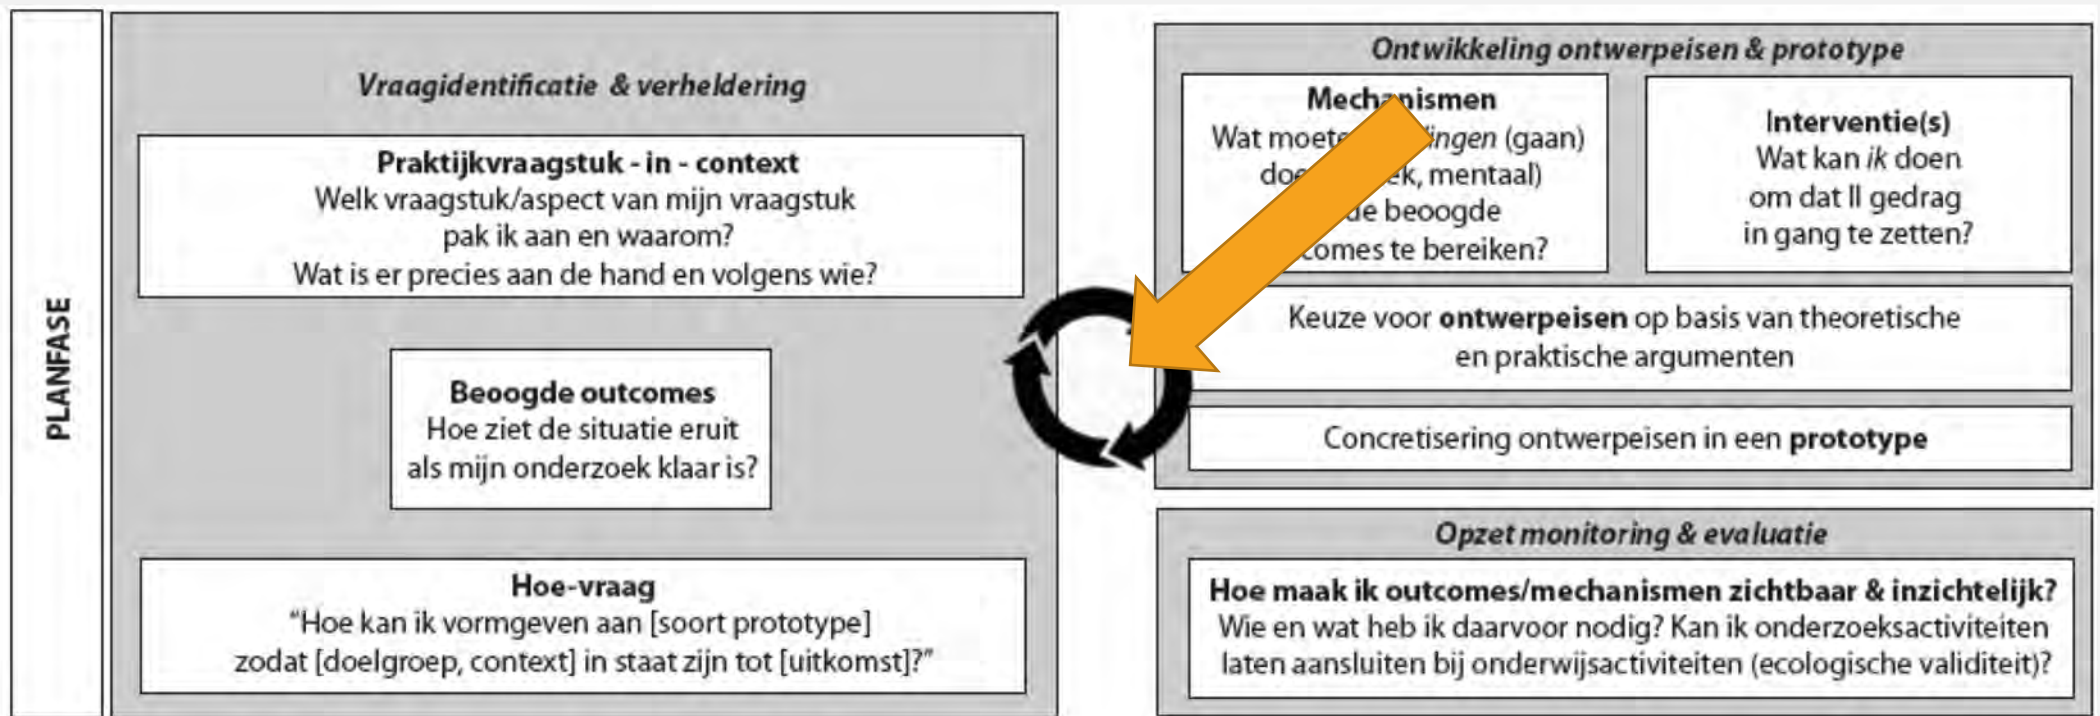 PLANFASE
Vraagidentificatie & verheldering
Praktijkvraagstuk - in - context
Welk vraagstuk/aspect van mijn vraagstuk
pak ik aan en waarom?
Wat is er precies aan de hand en volgens wie?
Beoogde outcomes
Hoe ziet de situatie eruit
als mijn onderzoek klaar is?
Hoe-vraag
“Hoe kan ik vormgeven aan [soort prototype]
zodat [doelgroep, context] in staat zijn tot [uitkomst]?”
Ontwikkeling ontwerpeisen & prototype
Mechanismen
Wat (gaan)
mentaal)
beoogde
te bereiken?
Interventie(s)
Wat kan ik doen
om dat ll gedrag
in gang te zetten?
Keuze voor ontwerpeisen op basis van theoretische
en praktische argumenten
Concretisering ontwerpeisen in een prototype
Opzet monitoring & evaluatie
Hoe maak ik outcomes/mechanismen zichtbaar & inzichtelijk?
Wie en wat heb ik daarvoor nodig? Kan ik onderzoeksactiviteiten
laten aansluiten bij onderwijsactiviteiten (ecologische validiteit)?